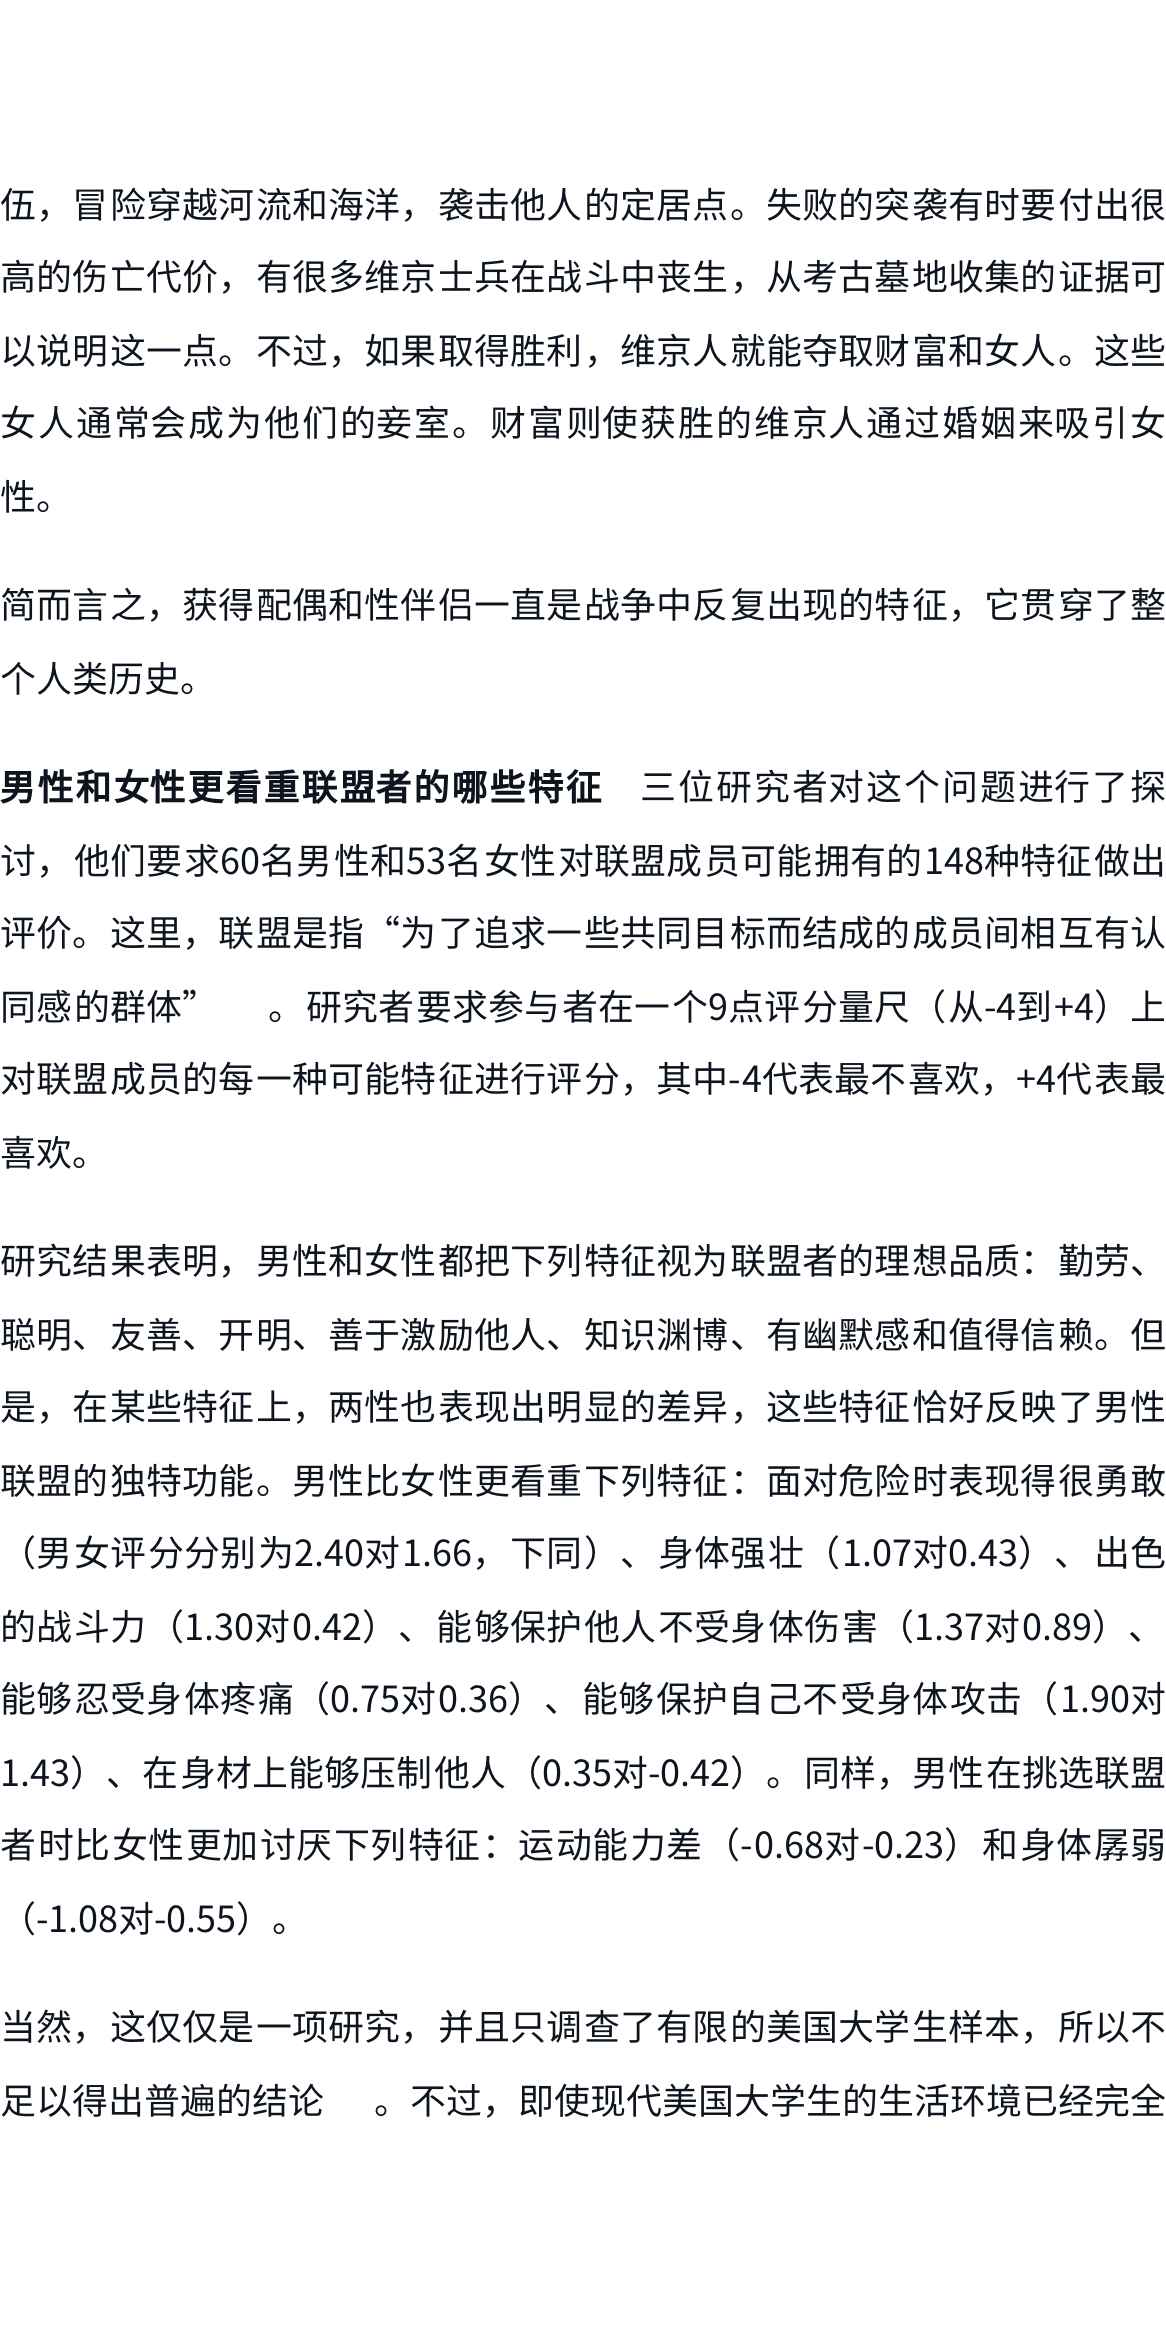 伍，冒险穿越河流和海洋，袭击他人的定居点。失败的突袭有时要付出很
高的伤亡代价，有很多维京士兵在战斗中丧生，从考古墓地收集的证据可
以说明这一点。不过，如果取得胜利，维京人就能夺取财富和女人。这些
女人通常会成为他们的妾室。财富则使获胜的维京人通过婚姻来吸引女
性。
简而言之，获得配偶和性伴侣一直是战争中反复出现的特征，它贯穿了整
个人类历史。
男性和女性更看重联盟者的哪些特征　三位研究者对这个问题进行了探
讨，他们要求60名男性和53名女性对联盟成员可能拥有的148种特征做出
评价。这里，联盟是指“为了追求一些共同目标而结成的成员间相互有认
同感的群体”　　。研究者要求参与者在一个9点评分量尺（从-4到+4）上
对联盟成员的每一种可能特征进行评分，其中-4代表最不喜欢，+4代表最
喜欢。
研究结果表明，男性和女性都把下列特征视为联盟者的理想品质：勤劳、
聪明、友善、开明、善于激励他人、知识渊博、有幽默感和值得信赖。但
是，在某些特征上，两性也表现出明显的差异，这些特征恰好反映了男性
联盟的独特功能。男性比女性更看重下列特征：面对危险时表现得很勇敢
（男女评分分别为2.40对1.66，下同）、身体强壮（1.07对0.43）、出色
的战斗力（1.30对0.42）、能够保护他人不受身体伤害（1.37对0.89）、
能够忍受身体疼痛（0.75对0.36）、能够保护自己不受身体攻击（1.90对
1.43）、在身材上能够压制他人（0.35对-0.42）。同样，男性在挑选联盟
者时比女性更加讨厌下列特征：运动能力差（-0.68对-0.23）和身体孱弱
（-1.08对-0.55）。
当然，这仅仅是一项研究，并且只调查了有限的美国大学生样本，所以不
足以得出普遍的结论　。不过，即使现代美国大学生的生活环境已经完全